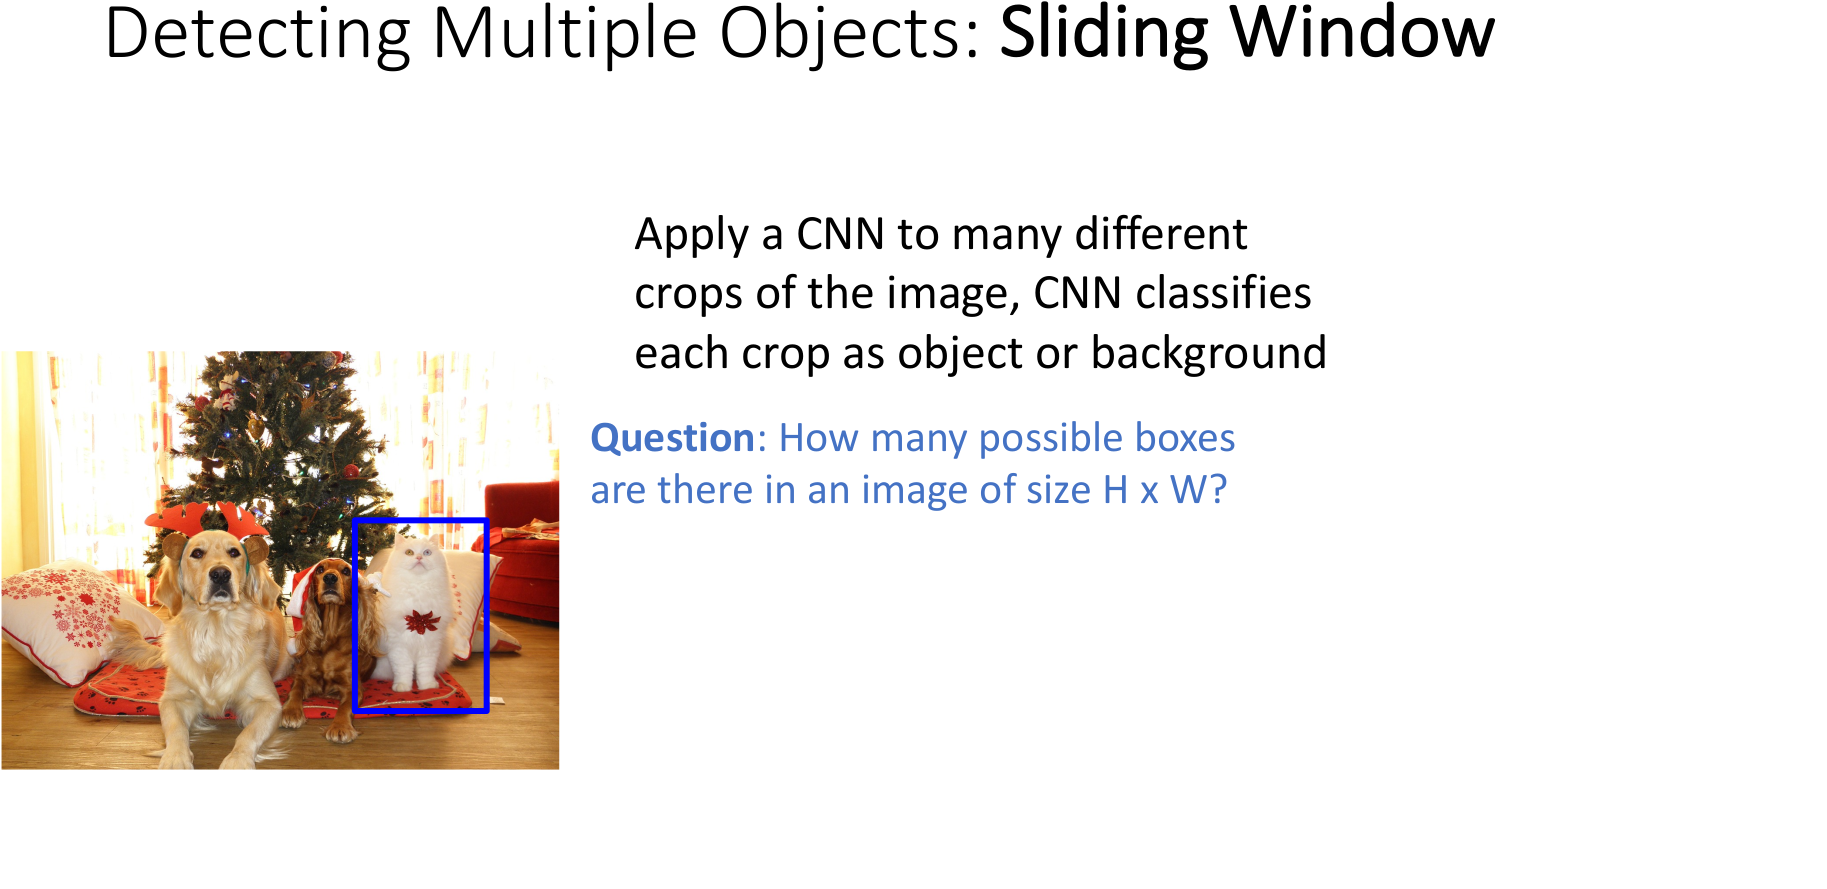 Detecting Multiple Objects: Sliding Window
Apply a CNN to many different
crops of the image, CNN classifies
each crop as object or background
Question: How many possible boxes
are there in an image of size H x W?